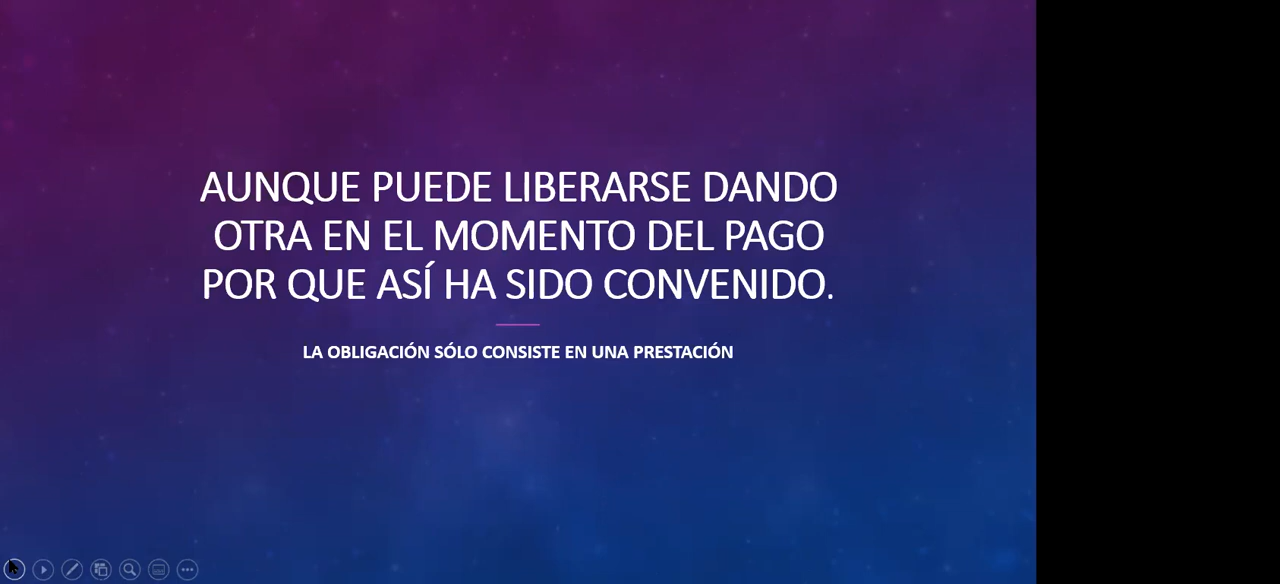 AUNQUE PUEDE LIBERARSE DANDO
OTRA EN EL MOMENTO DEL PAGO
POR QUE ASÍ HA SIDO CONVENIDO.
LA OBLIGACIÓN SÓLO CONSISTE EN UNA PRESTACIÓN